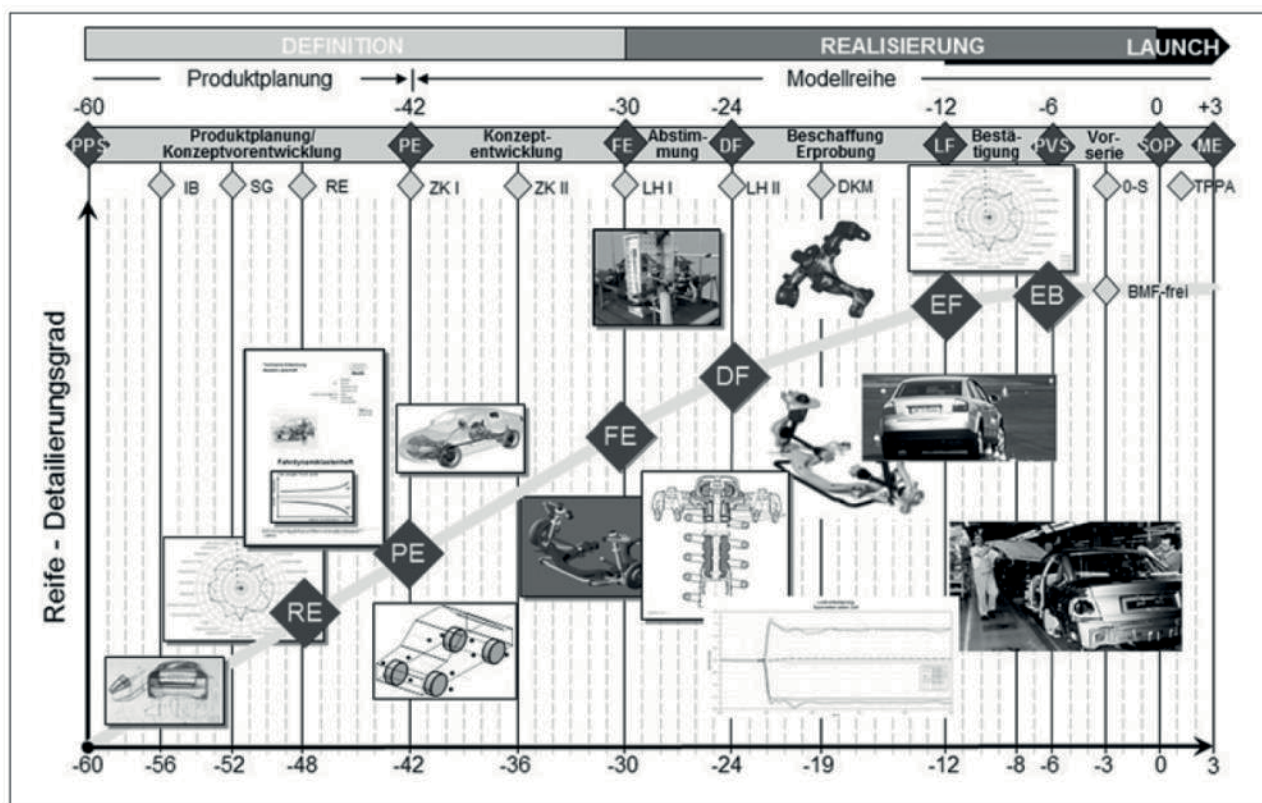 DEFINITION REALISIERUNG LAUNCH
Produktplanung Modellreihe
-60 -42 -30 -24 -12 -6 0 +3
PPS Produktplanung/ PE Konzept- FE Abstim- DF Beschaffung LF Bestä- PVS Vor- SOP ME
Konzeptvorentwicklung entwicklung mung Erprobung tigung serie
IB SG RE ZK I ZK II LH I LH II DKM 0-S TPPA
EF EB BMF-frei
DF
FE
Fahrdynamiklastenheft
PE
RE
Reife - Detailierungsgrad
-60 -56 -52 -48 -42 -36 -30 -24 -19 -12 -8 -6 -3 0 3